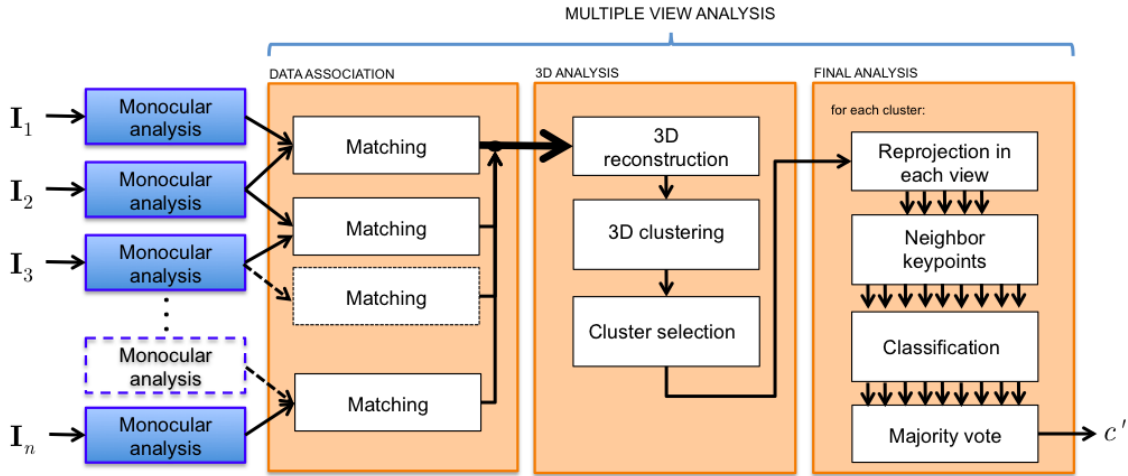 MULTIPLE VIEW ANALYSIS
DATA ASSOCIATION
3D ANALYSIS
FINAL ANALYSIS
I1
Monocular
analysis
I2
Monocular
analysis
I3
Monocular
analysis
Monocular
analysis
In
Monocular
analysis
Matching
Matching
Matching
Matching
3D
reconstruction
3D clustering
Cluster selection
for each cluster:
Reprojection in
each view
Neighbor
keypoints
Classification
Majority vote
c'